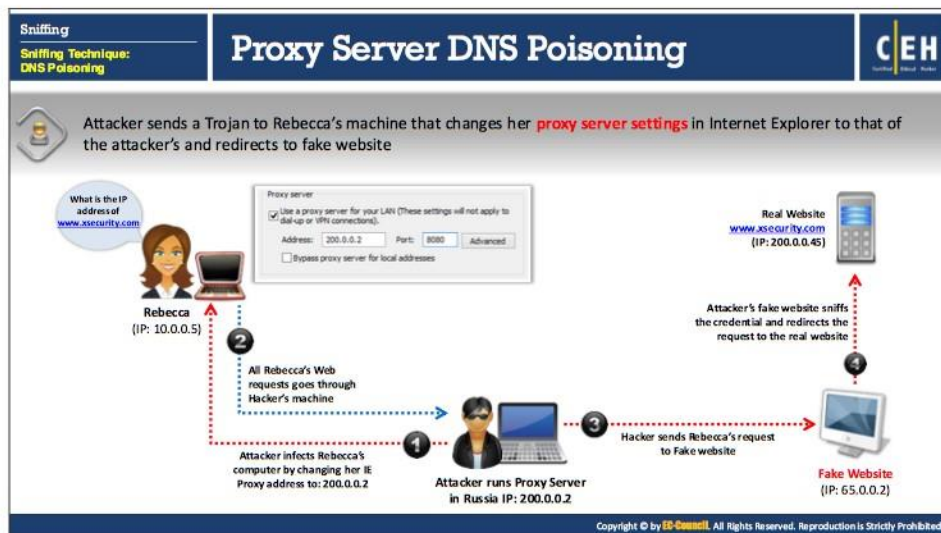 Sniffing
Sniffing Technique:
DNS Poisoning
Proxy Server DNS Poisoning
C|EH
Certified Ethical Hacker
Attacker sends a Trojan to Rebecca's machine that changes her proxy server settings in Internet Explorer to that of
the attacker's and redirects to fake website
What is the IP
address of
www.xsecurity.com
Proxy server
Use a proxy server for your LAN (These settings will not apply to
dial-up or VPN connections).
Address: 200.0.0.2 Port: 8080 Advanced
Bypass proxy server for local addresses
Real Website
www.xsecurity.com
(IP: 200.0.0.45)
Rebecca
(IP: 10.0.0.5)
2
All Rebecca's Web
requests goes through
Hacker's machine
Attacker's fake website sniffs
the credential and redirects the
request to the real website
4
1
Attacker infects Rebecca's
computer by changing her IE
Proxy address to: 200.0.0.2
Attacker runs Proxy Server
in Russia IP: 200.0.0.2
3
Hacker sends Rebecca's request
to Fake website
Fake Website
(IP: 65.0.0.2)
Copyright © by EC-Council. All Rights Reserved. Reproduction is Strictly Prohibited